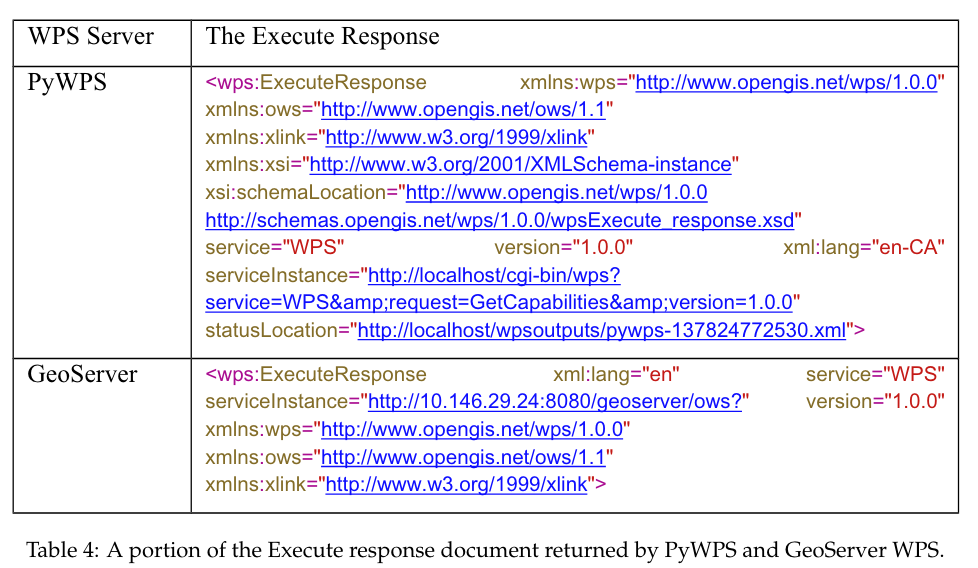 WPS Server The Execute Response
PyWPS <wps:ExecuteResponse xmlns:wps="http://www.opengis.net/wps/1.0.0"
xmlns:ows="http://www.opengis.net/ows/1.1"
xmlns:xlink="http://www.w3.org/1999/xlink"
xmlns:xsi="http://www.w3.org/2001/XMLSchema-instance"
xsi:schemaLocation="http://www.opengis.net/wps/1.0.0
http://schemas.opengis.net/wps/1.0.0/wpsExecute_response.xsd"
service="WPS" version="1.0.0" xml:lang="en-CA"
serviceInstance="http://localhost/cgi-bin/wps?
service=WPS&amp;request=GetCapabilities&amp;version=1.0.0"
statusLocation="http://localhost/wpsoutputs/pywps-137824772530.xml">
GeoServer <wps:ExecuteResponse xml:lang="en" service="WPS"
serviceInstance="http://10.146.29.24:8080/geoserver/ows?" version="1.0.0"
xmlns:wps="http://www.opengis.net/wps/1.0.0"
xmlns:ows="http://www.opengis.net/ows/1.1"
xmlns:xlink="http://www.w3.org/1999/xlink">
Table 4: A portion of the Execute response document returned by PyWPS and GeoServer WPS.